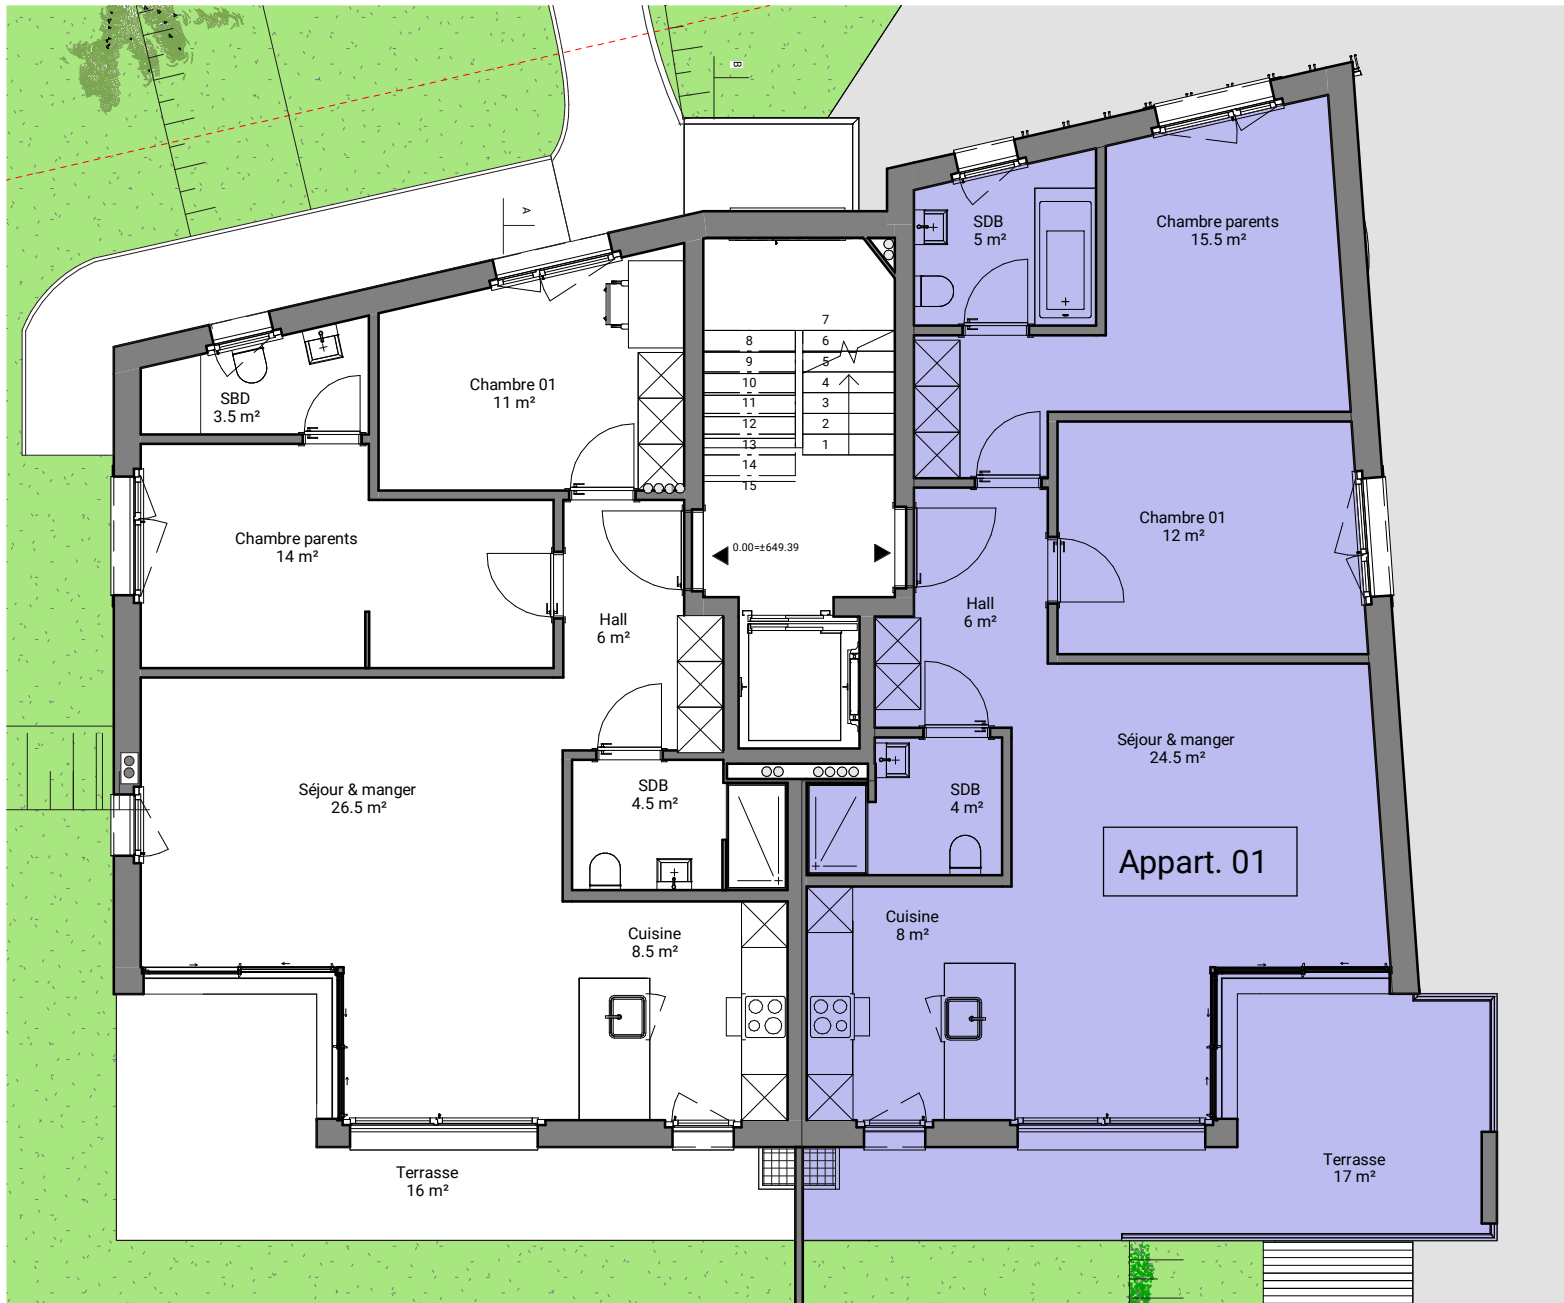 B
A
SDB
5 m²
Chambre parents
15.5 m²
7
8
6
9
5
10
4
11
3
12
2
13
1
14
15
Chambre 01
11 m²
SBD
3.5 m²
Chambre parents
14 m²
0.00=±649.39
Chambre 01
12 m²
Hall
6 m²
Hall
6 m²
Séjour & manger
26.5 m²
SDB
4.5 m²
SDB
4 m²
Séjour & manger
24.5 m²
Appart. 01
Cuisine
8.5 m²
Cuisine
8 m²
Terrasse
16 m²
Terrasse
17 m²